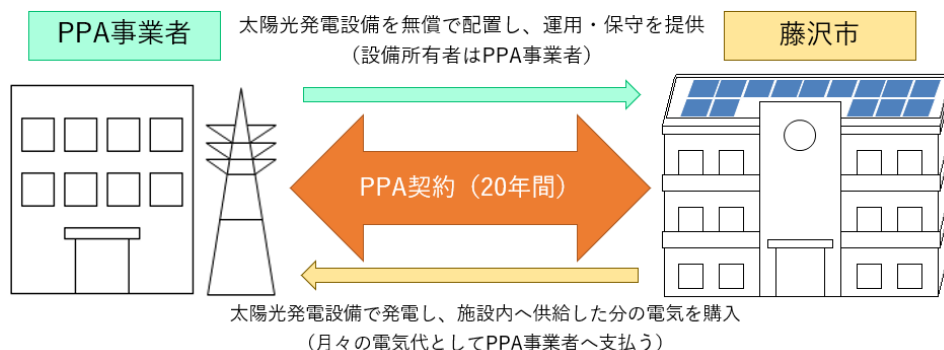 PPA事業者
太陽光発電設備を無償で配置し、運用・保守を提供
（設備所有者はPPA事業者）
藤沢市
PPA契約（20年間）
太陽光発電設備で発電し、施設内へ供給した分の電気を購入
（月々の電気代としてPPA事業者へ支払う）